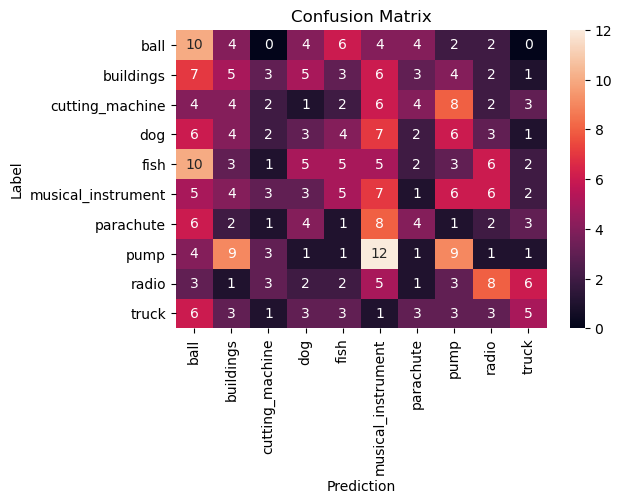 Confusion Matrix
ball 10 4 0 4 6 4 4 2 2 0
buildings 7 5 3 5 3 6 3 4 2 1
cutting_machine 4 4 2 1 2 6 4 8 2 3
dog 6 4 2 3 4 7 2 6 3 1
fish 10 3 1 5 5 5 2 3 6 2
musical_instrument 5 4 3 3 5 7 1 6 6 2
parachute 6 2 1 4 1 8 4 1 2 3
pump 4 9 3 1 1 12 1 9 1 1
radio 3 1 3 2 2 5 1 3 8 6
truck 6 3 1 3 3 1 3 3 3 5
ball buildings cutting_machine dog fish musical_instrument parachute pump radio truck
Prediction
Label
12
10
8
6
4
2
0